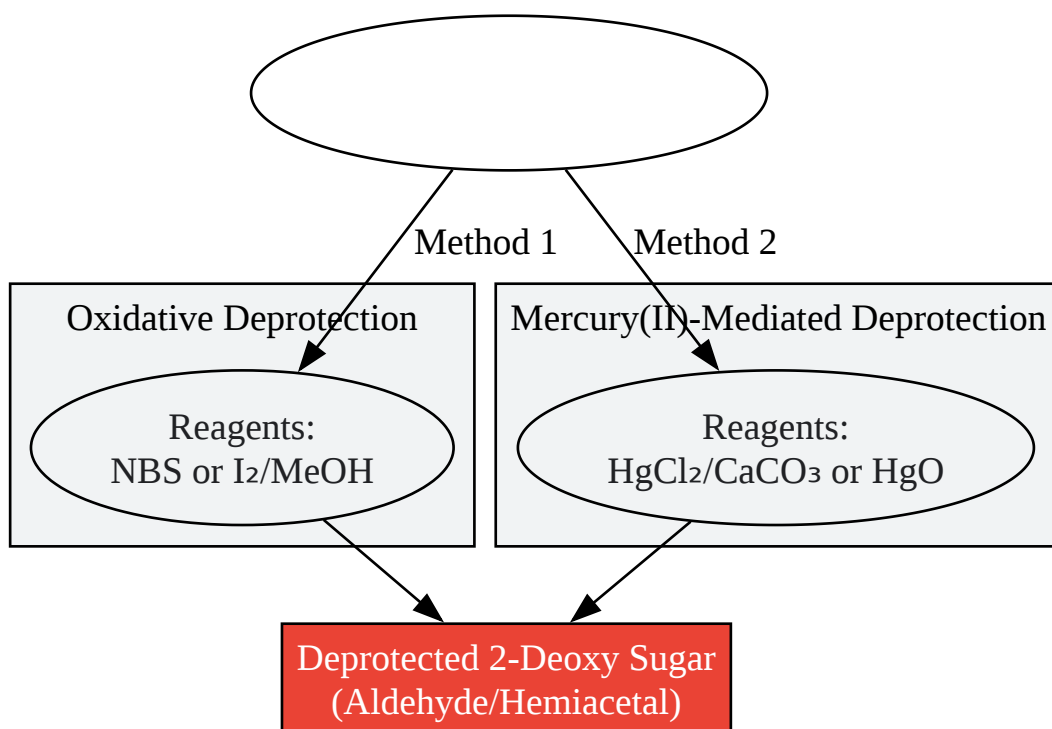 Method 1
Method 2
Oxidative Deprotection
Mercury(II)-Mediated Deprotection
Reagents:
NBS or I₂/MeOH
Reagents:
HgCl₂/CaCO₃ or HgO
Deprotected 2-Deoxy Sugar
(Aldehyde/Hemiacetal)